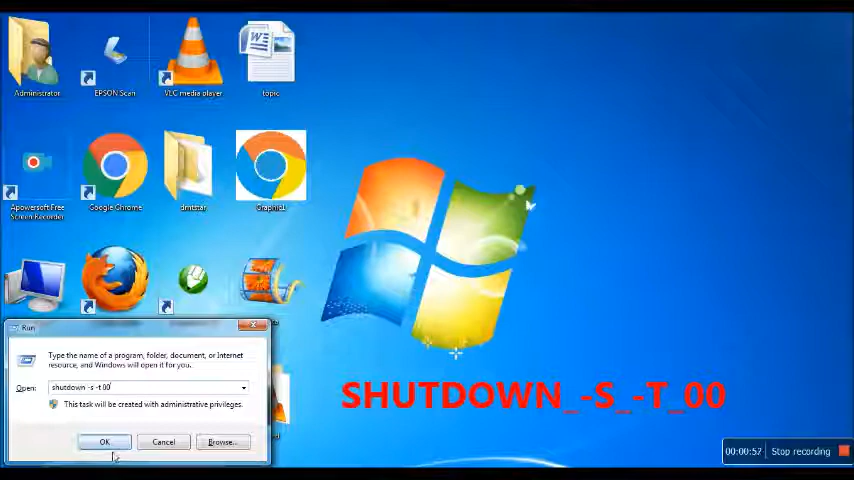 Administrator
EPSON Scan
VLC media player
topic
Apowersoft Free
Screen Recorder
Google Chrome
dmtstar
Graphic1
Run
Type the name of a program, folder, document, or Internet
resource, and Windows will open it for you.
Open:
shutdown -s -t 00
This task will be created with administrative privileges.
OK
Cancel
Browse...
SHUTDOWN_-S_-T_00
00:00:52
Stop recording